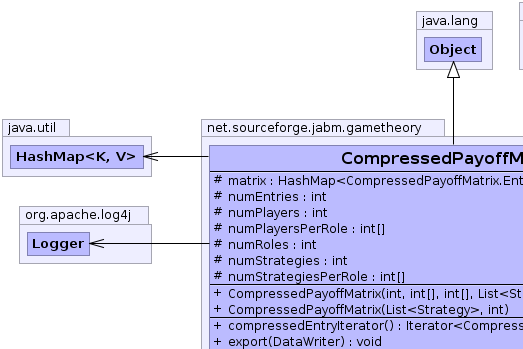 java.lang
Object
java.util
HashMap<K, V>
net.sourceforge.jabm.gametheory
org.apache.log4j
Logger
# matrix : HashMap<CompressedPayoffMatrix.Ent
# numEntries : int
# numPlayers : int
# numPlayersPerRole : int[]
# numRoles : int
# numStrategies : int
# numStrategiesPerRole : int[]
+ CompressedPayoffMatrix(int, int[], int[], List<St
+ CompressedPayoffMatrix(List<Strategy>, int)
+ compressedEntryIterator() : Iterator<Compress
+ export(DataWriter) : void